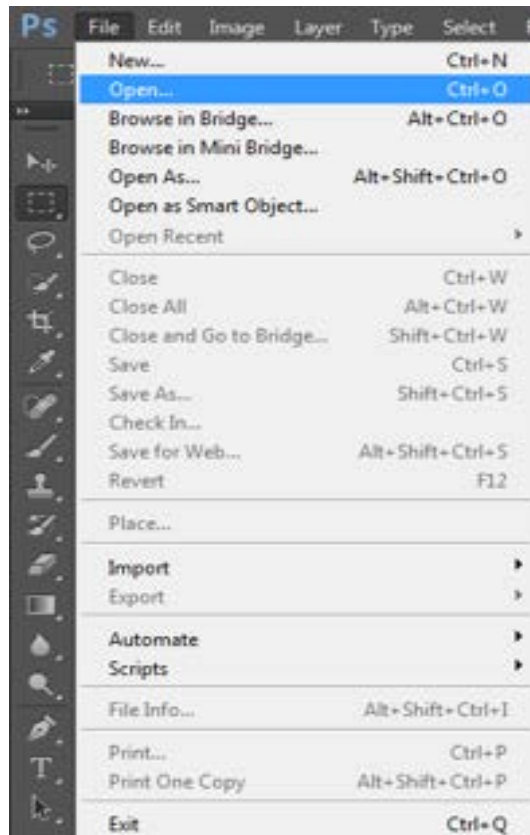 Ps File Edit Image Layer Type Select
New... Ctrl+N
Open... Ctrl+O
Browse in Bridge... Alt+Ctrl+O
Browse in Mini Bridge...
Open As... Alt+Shift+Ctrl+O
Open as Smart Object...
Open Recent
Close Ctrl+W
Close All Alt+Ctrl+W
Close and Go to Bridge... Shift+Ctrl+W
Save Ctrl+S
Save As... Shift+Ctrl+S
Check In...
Save for Web... Alt+Shift+Ctrl+S
Revert F12
Place...
Import
Export
Automate
Scripts
File Info... Alt+Shift+Ctrl+I
Print... Ctrl+P
Print One Copy Alt+Shift+Ctrl+P
Exit Ctrl+Q